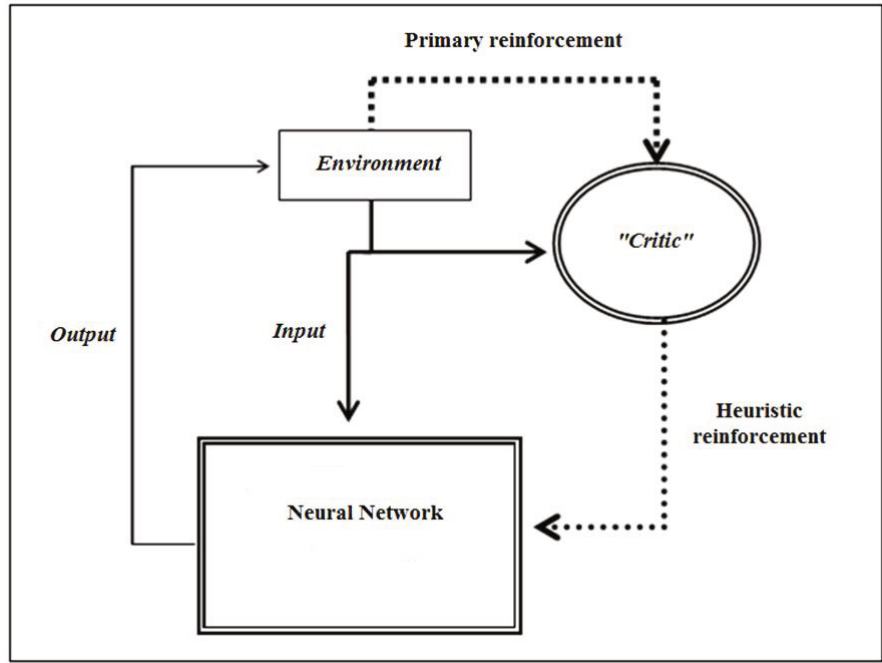 Primary reinforcement
Environment
"Critic"
Output
Input
Heuristic
reinforcement
Neural Network